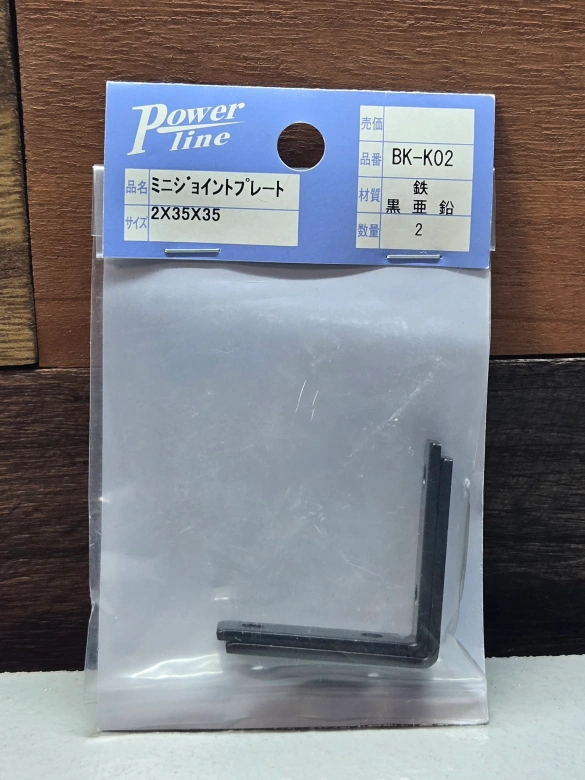 Power
line
品名 ミニジョイントプレート
サイズ 2X35X35
売価
品番 BK-K02
材質 鉄
黒亜鉛
数量 2